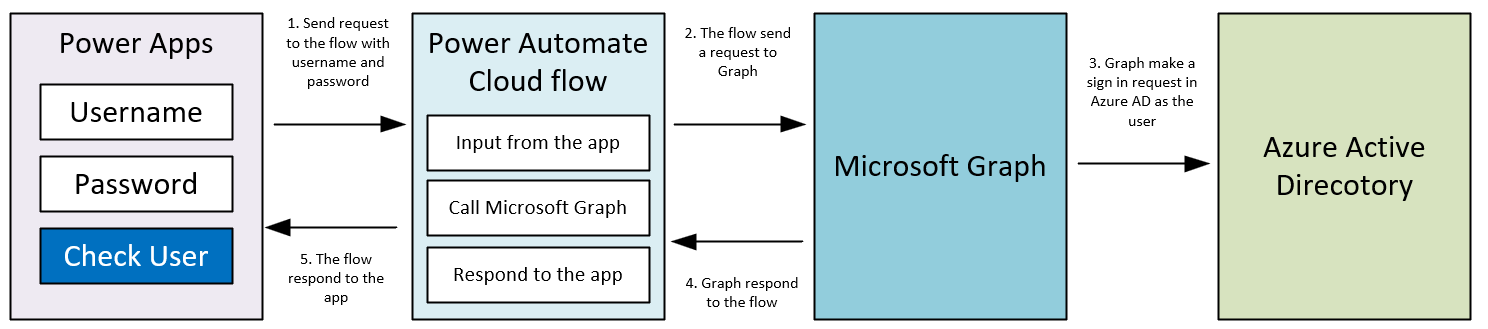 Power Apps
Username
Password
Check User
1. Send request
to the flow with
username and
password
5. The flow
respond to the
app
Power Automate
Cloud flow
Input from the app
Call Microsoft Graph
Respond to the app
2. The flow send
a request to
Graph
4. Graph respond
to the flow
Microsoft Graph
3. Graph make a
sign in request in
Azure AD as the
user
Azure Active
Direcotory